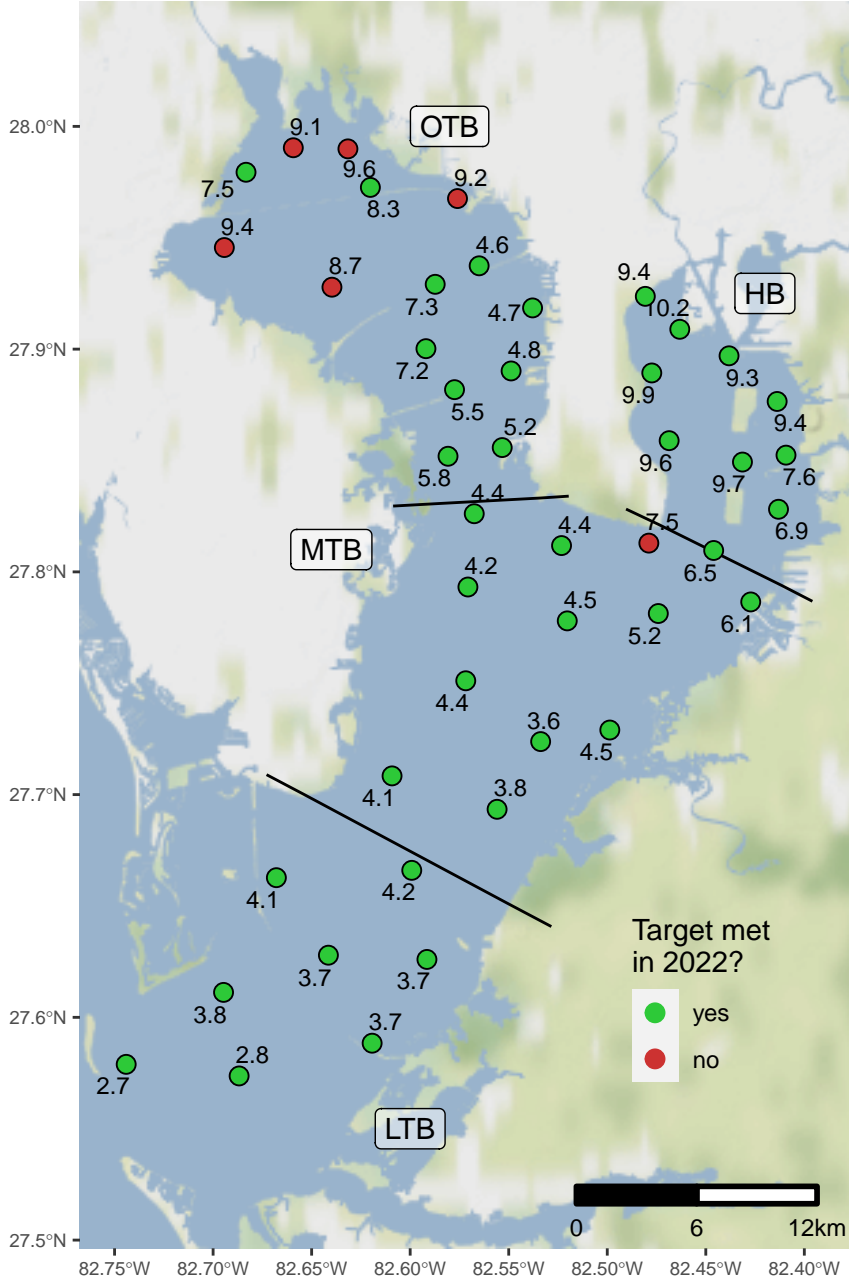 28.0°N
27.9°N
27.8°N
27.7°N
27.6°N
27.5°N
OTB
9.1
9.6
7.5
8.3
9.2
9.4
8.7
4.6
7.3
4.7
7.2
4.8
5.5
5.2
5.8
HB
9.4
10.2
9.3
9.9
9.4
9.6
9.7
7.6
6.9
7.5
6.5
MTB
4.4
4.4
4.2
4.5
5.2
6.1
4.4
3.6
4.5
4.1
3.8
4.2
4.1
3.7
3.7
3.8
3.7
2.7
2.8
LTB
Target met
in 2022?
yes
no
0 6 12km
82.75°W 82.70°W 82.65°W 82.60°W 82.55°W 82.50°W 82.45°W 82.40°W